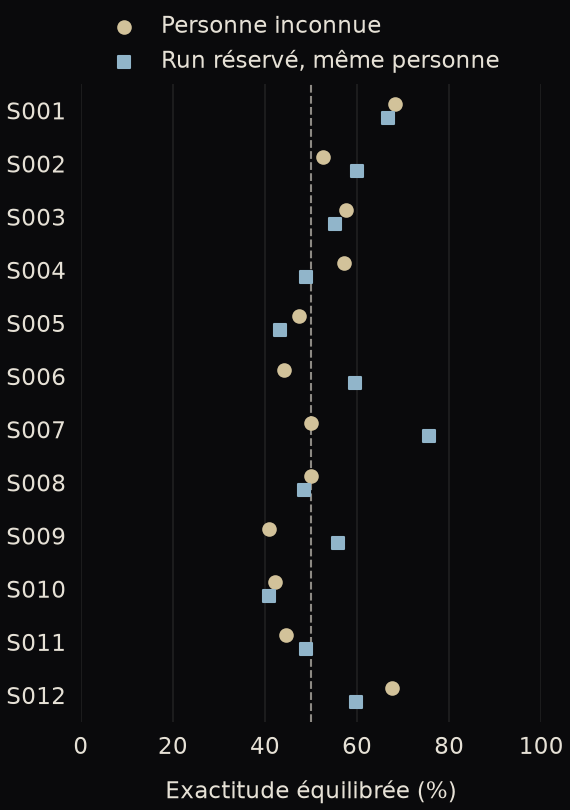 Personne inconnue
Run réservé, même personne
S001
S002
S003
S004
S005
S006
S007
S008
S009
S010
S011
S012
0 20 40 60 80 100
Exactitude équilibrée (%)